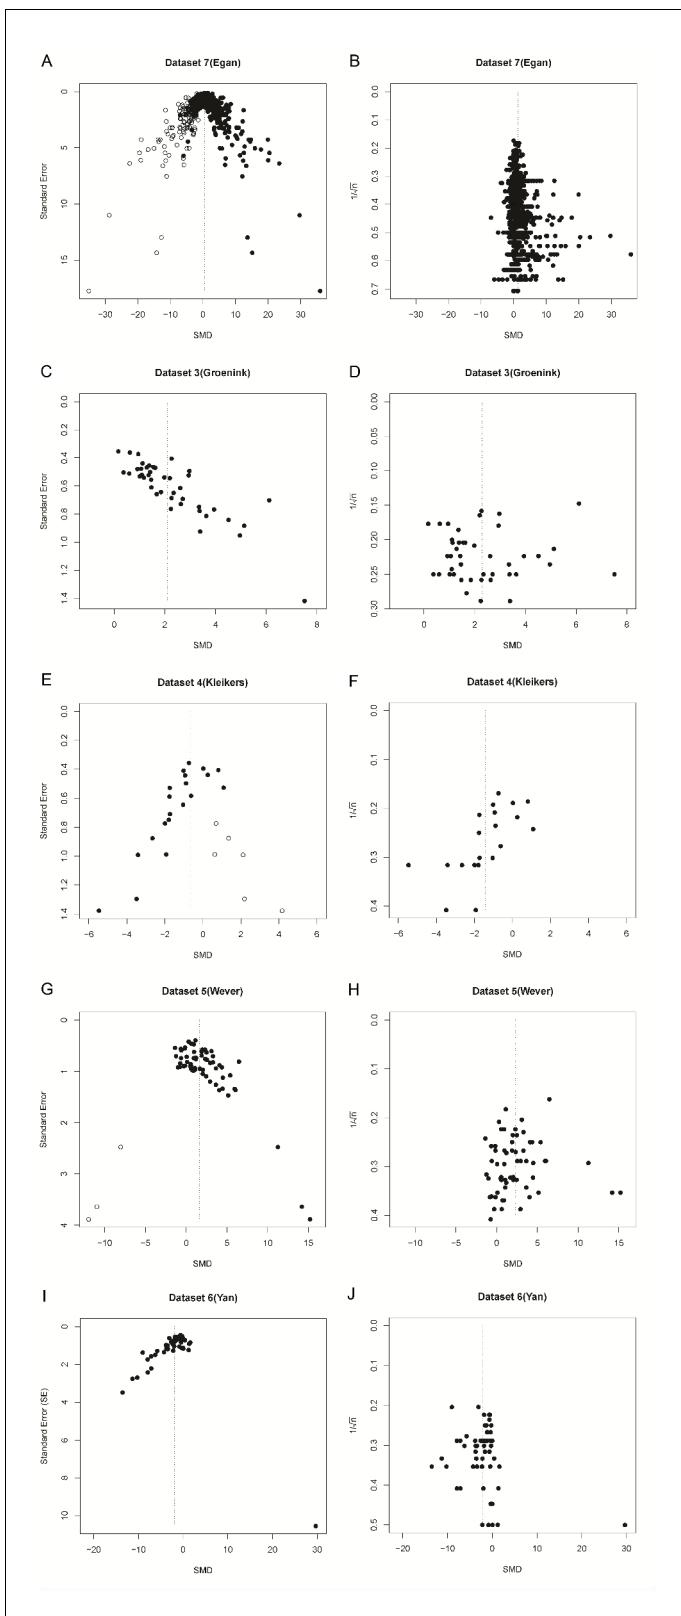 A
Dataset 7(Egan)
Standard Error
0
5
10
15
−30 −20 −10 0 10 20 30
SMD
B
Dataset 7(Egan)
1/√n
0.0
0.1
0.2
0.3
0.4
0.5
0.6
0.7
−30 −20 −10 0 10 20 30
SMD
C
Dataset 3(Groenink)
Standard Error
0.0
0.2
0.4
0.6
0.8
1.0
1.2
1.4
0 2 4 6 8
SMD
D
Dataset 3(Groenink)
1/√n
0.00
0.05
0.10
0.15
0.20
0.25
0.30
0 2 4 6 8
SMD
E
Dataset 4(Kleikers)
Standard Error
0.0
0.2
0.4
0.6
0.8
1.0
1.2
1.4
−6 −4 −2 0 2 4 6
SMD
F
Dataset 4(Kleikers)
1/√n
0.0
0.1
0.2
0.3
0.4
−6 −4 −2 0 2 4 6
SMD
G
Dataset 5(Wever)
Standard Error
0
1
2
3
4
−10 −5 0 5 10 15
SMD
H
Dataset 5(Wever)
1/√n
0.0
0.1
0.2
0.3
0.4
−10 −5 0 5 10 15
SMD
I
Dataset 6(Yan)
Standard Error (SE)
0
2
4
6
8
10
−20 −10 0 10 20 30
SMD
J
Dataset 6(Yan)
1/√n
0.0
0.1
0.2
0.3
0.4
0.5
−20 −10 0 10 20 30
SMD